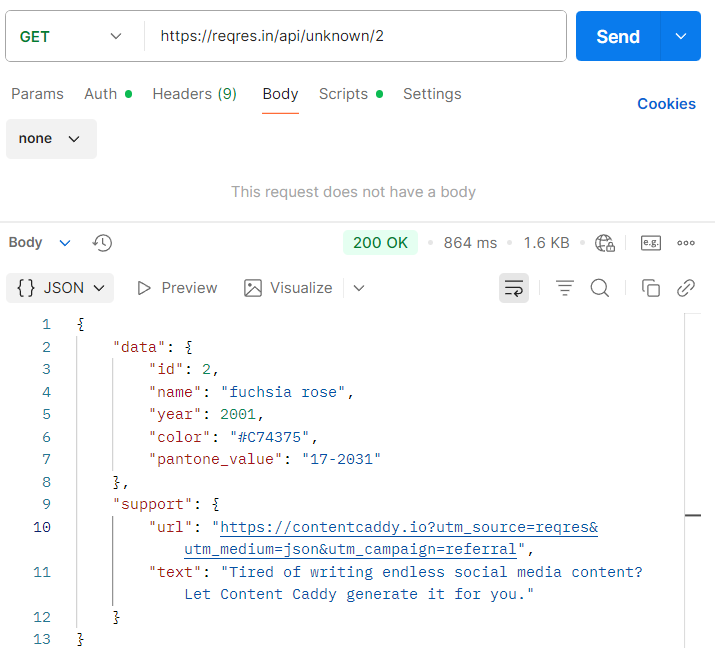 GET https://reqres.in/api/unknown/2 Send
Params Auth Headers (9) Body Scripts Settings Cookies
none
This request does not have a body
Body 200 OK 864 ms 1.6 KB e.g.
{} JSON Preview Visualize
1 {
2 "data": {
3 "id": 2,
4 "name": "fuchsia rose",
5 "year": 2001,
6 "color": "#C74375",
7 "pantone_value": "17-2031"
8 },
9 "support": {
10 "url": "https://contentcaddy.io?utm_source=reqres&
utm_medium=json&utm_campaign=referral",
11 "text": "Tired of writing endless social media content?
Let Content Caddy generate it for you."
12 }
13 }